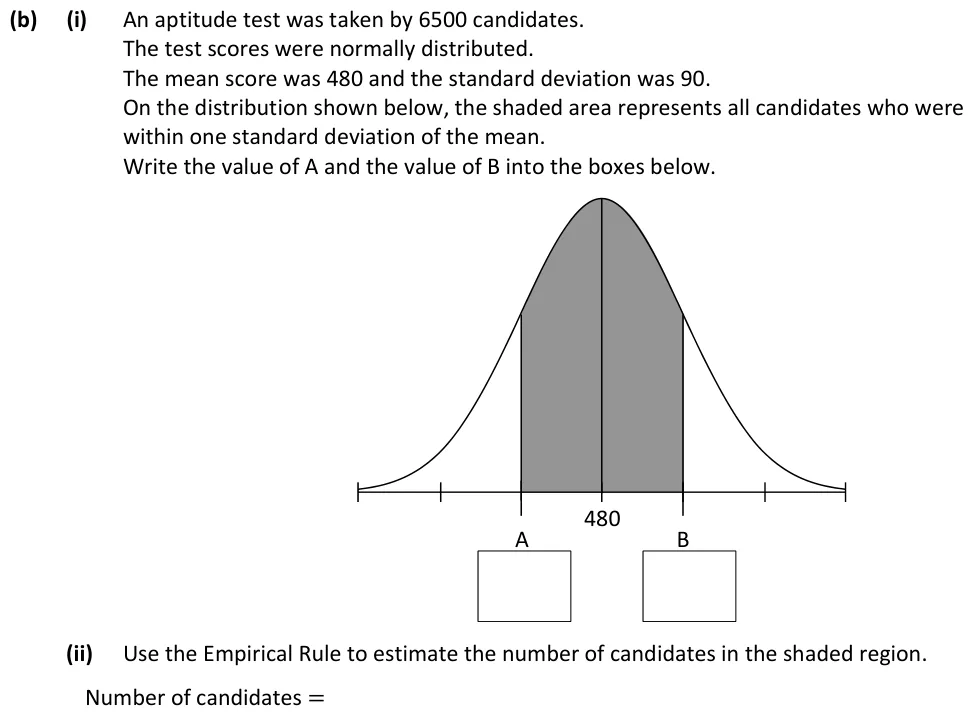 (b) (i) An aptitude test was taken by 6500 candidates.
The test scores were normally distributed.
The mean score was 480 and the standard deviation was 90.
On the distribution shown below, the shaded area represents all candidates who were
within one standard deviation of the mean.
Write the value of A and the value of B into the boxes below.
480
A B
(ii) Use the Empirical Rule to estimate the number of candidates in the shaded region.
Number of candidates =